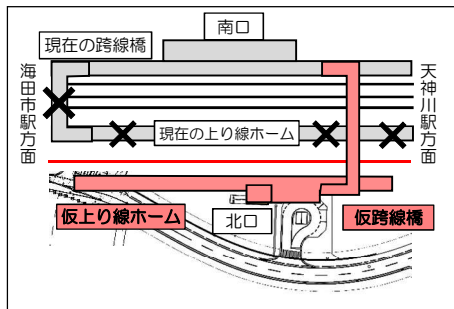 南口
現在の跨線橋
海田市駅方面
天神川駅方面
現在の上り線ホーム
仮上り線ホーム
北口
仮跨線橋